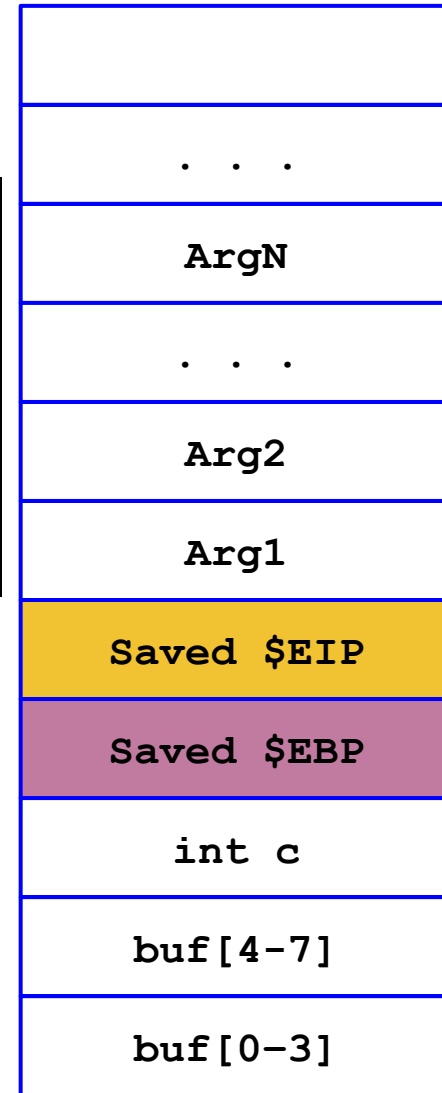 . . .
ArgN
. . .
Arg2
Arg1
Saved $EIP
Saved $EBP
int c
buf[4-7]
buf[0–3]